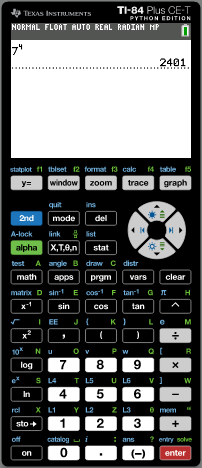 TEXAS INSTRUMENTS TI-84 Plus CE-T
PYTHON EDITION
NORMAL FLOAT AUTO REAL RADIAN MP
7⁴
2401
statplot f1 tblset f2 format f3 calc f4 table f5
y= window zoom trace graph
quit ins
2nd mode del
A-lock link list
alpha X,T,θ,n stat
test A angle B draw C distr
math apps prgm vars clear
matrix D sin⁻¹ E cos⁻¹ F tan⁻¹ G π H
x⁻¹ sin cos tan ^
√ I EE J { K } L e M
x² , ( ) ÷
10ˣ N u O v P w Q [ R
log 7 8 9 ×
eˣ S L4 T L5 U L6 V ] W
ln 4 5 6 −
rcl X L1 Y L2 Z L3 θ mem "
sto→ 1 2 3 +
off catalog i : ans ? entry solve
on 0 . (−) enter